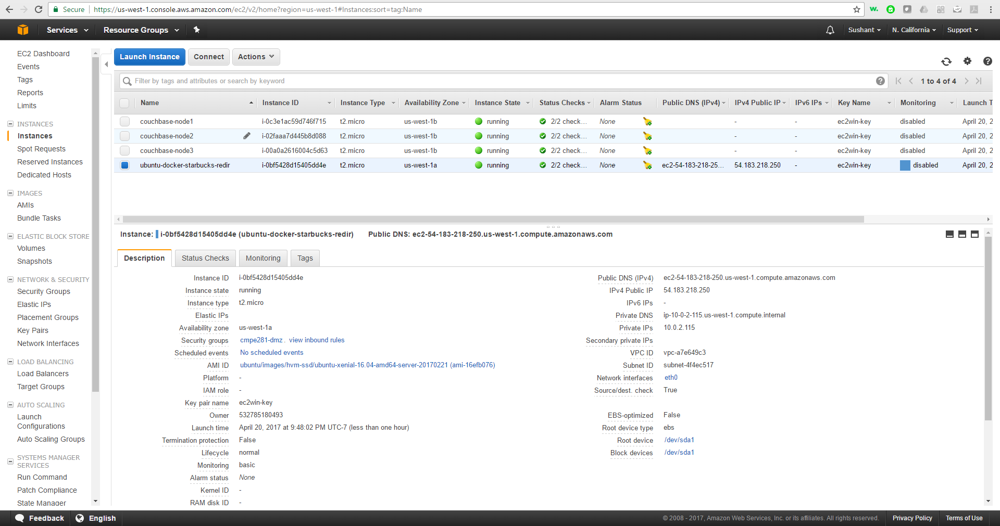 Secure https://us-west-1.console.aws.amazon.com/ec2/v2/home?region=us-west-1#Instances:sort=tag:Name
Services Resource Groups Sushant N. California Support
EC2 Dashboard
Events
Tags
Reports
Limits
INSTANCES
Instances
Spot Requests
Reserved Instances
Dedicated Hosts
IMAGES
AMIs
Bundle Tasks
ELASTIC BLOCK STORE
Volumes
Snapshots
NETWORK & SECURITY
Security Groups
Elastic IPs
Placement Groups
Key Pairs
Network Interfaces
LOAD BALANCING
Load Balancers
Target Groups
AUTO SCALING
Launch
Configurations
Auto Scaling Groups
SYSTEMS MANAGER
SERVICES
Run Command
Patch Compliance
State Manager
Launch Instance Connect Actions
Filter by tags and attributes or search by keyword 1 to 4 of 4
Name Instance ID Instance Type Availability Zone Instance State Status Checks Alarm Status Public DNS (IPv4) IPv4 Public IP IPv6 IPs Key Name Monitoring Launch T
couchbase-node1 i-0c3e1ac59d746f715 t2.micro us-west-1b running 2/2 check... None - - ec2win-key disabled April 20, 2
couchbase-node2 i-02faaa7d445b8d088 t2.micro us-west-1b running 2/2 check... None - - ec2win-key disabled April 20, 2
couchbase-node3 i-00a0a2616004c5d63 t2.micro us-west-1b running 2/2 check... None - - ec2win-key disabled April 20, 2
ubuntu-docker-starbucks-redir i-0bf5428d15405dd4e t2.micro us-west-1a running 2/2 check... None ec2-54-183-218-25... 54.183.218.250 - ec2win-key disabled April 20, 2
Instance: i-0bf5428d15405dd4e (ubuntu-docker-starbucks-redir) Public DNS: ec2-54-183-218-250.us-west-1.compute.amazonaws.com
Description Status Checks Monitoring Tags
Instance ID i-0bf5428d15405dd4e
Instance state running
Instance type t2.micro
Elastic IPs
Availability zone us-west-1a
Security groups cmpe281-dmz . view inbound rules
Scheduled events No scheduled events
AMI ID ubuntu/images/hvm-ssd/ubuntu-xenial-16.04-amd64-server-20170221 (ami-16efb076)
Platform -
IAM role -
Key pair name ec2win-key
Owner 532785180493
Launch time April 20, 2017 at 9:48:02 PM UTC-7 (less than one hour)
Termination protection False
Lifecycle normal
Monitoring basic
Alarm status None
Kernel ID -
RAM disk ID -
Public DNS (IPv4) ec2-54-183-218-250.us-west-1.compute.amazonaws.com
IPv4 Public IP 54.183.218.250
IPv6 IPs -
Private DNS ip-10-0-2-115.us-west-1.compute.internal
Private IPs 10.0.2.115
Secondary private IPs
VPC ID vpc-a7e649c3
Subnet ID subnet-4f4ec517
Network interfaces eth0
Source/dest. check True
EBS-optimized False
Root device type ebs
Root device /dev/sda1
Block devices /dev/sda1
Feedback English © 2008 - 2017, Amazon Web Services, Inc. or its affiliates. All rights reserved. Privacy Policy Terms of Use